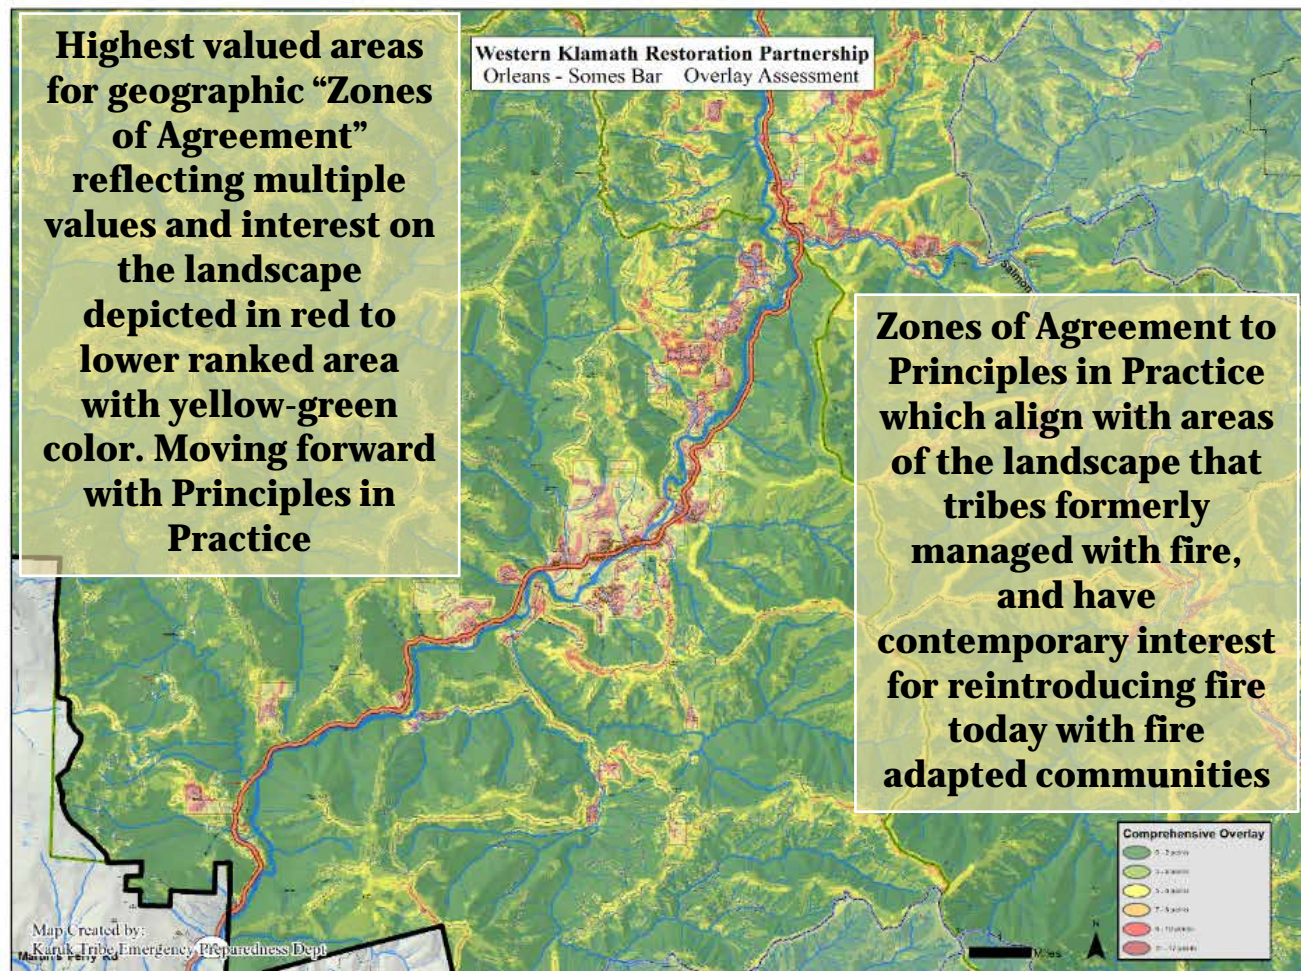 Highest valued areas
for geographic “Zones
of Agreement”
reflecting multiple
values and interest on
the landscape
depicted in red to
lower ranked area
with yellow-green
color. Moving forward
with Principles in
Practice
Western Klamath Restoration Partnership
Orleans - Somes Bar Overlay Assessment
Salmon
Zones of Agreement to
Principles in Practice
which align with areas
of the landscape that
tribes formerly
managed with fire,
and have
contemporary interest
for reintroducing fire
today with fire
adapted communities
Comprehensive Overlay
N
Miles
Map Created by:
Karuk Tribe Emergency Preparedness Dept